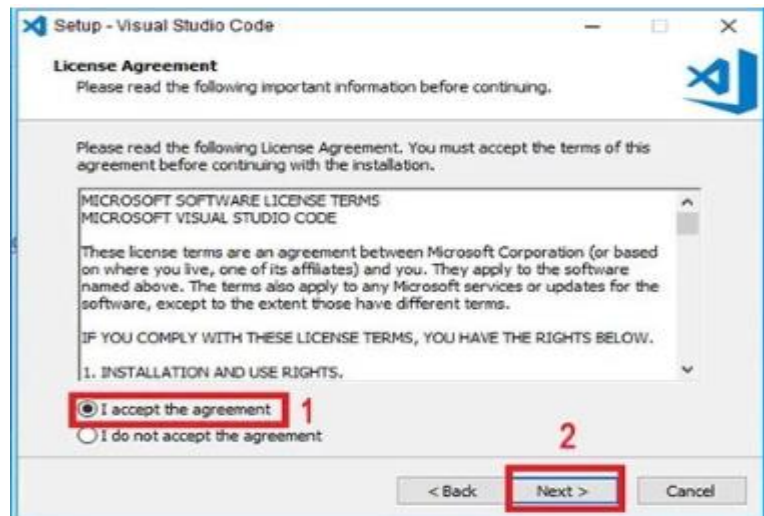 Setup - Visual Studio Code
License Agreement
Please read the following important information before continuing.
Please read the following License Agreement. You must accept the terms of this
agreement before continuing with the installation.
MICROSOFT SOFTWARE LICENSE TERMS
MICROSOFT VISUAL STUDIO CODE
These license terms are an agreement between Microsoft Corporation (or based
on where you live, one of its affiliates) and you. They apply to the software
named above. The terms also apply to any Microsoft services or updates for the
software, except to the extent those have different terms.
IF YOU COMPLY WITH THESE LICENSE TERMS, YOU HAVE THE RIGHTS BELOW.
1. INSTALLATION AND USE RIGHTS.
I accept the agreement 1
I do not accept the agreement
2
< Back Next > Cancel